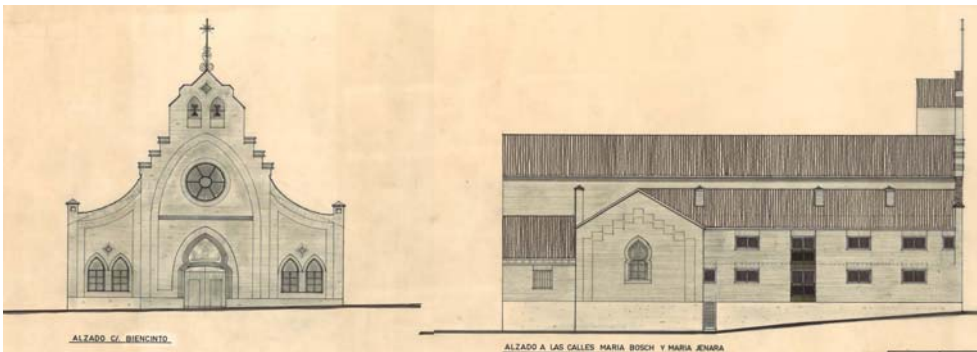 ALZADO C/. BIENCINTO
ALZADO A LAS CALLES MARIA BOSCH Y MARIA JENARA